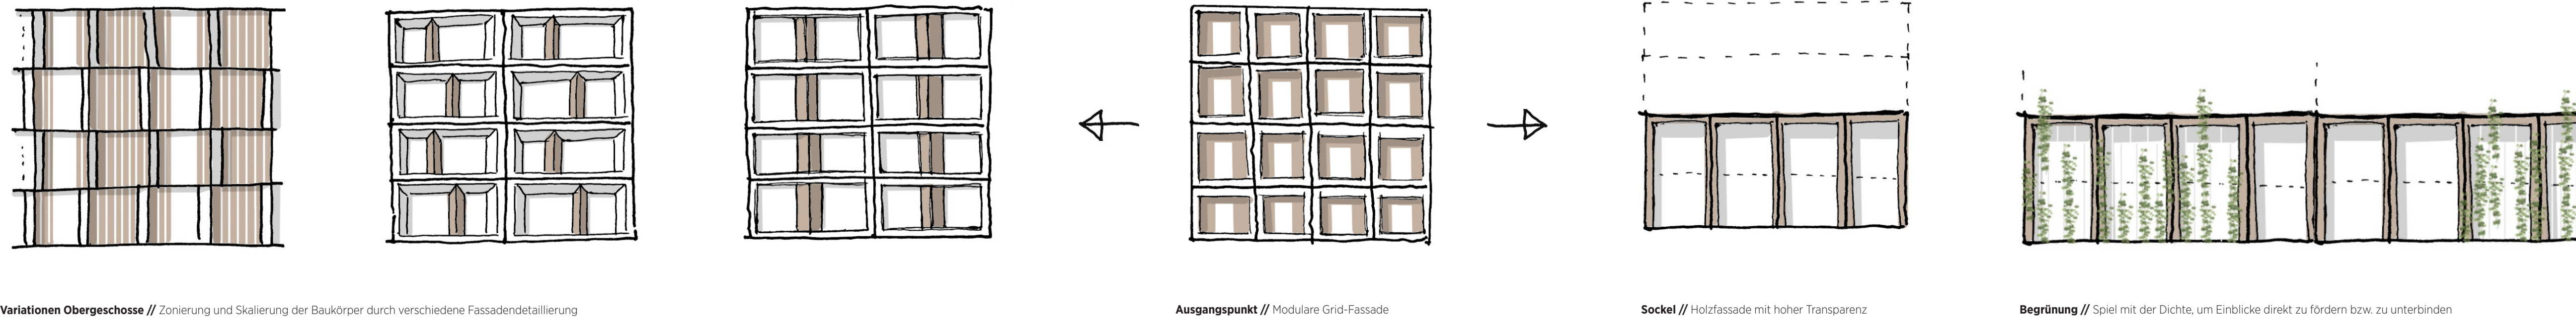 Variationen Obergeschosse // Zonierung und Skalierung der Baukörper durch verschiedene Fassadendetaillierung
Ausgangspunkt // Modulare Grid-Fassade
Sockel // Holzfassade mit hoher Transparenz
Begrünung // Spiel mit der Dichte, um Einblicke direkt zu fördern bzw. zu unterbinden